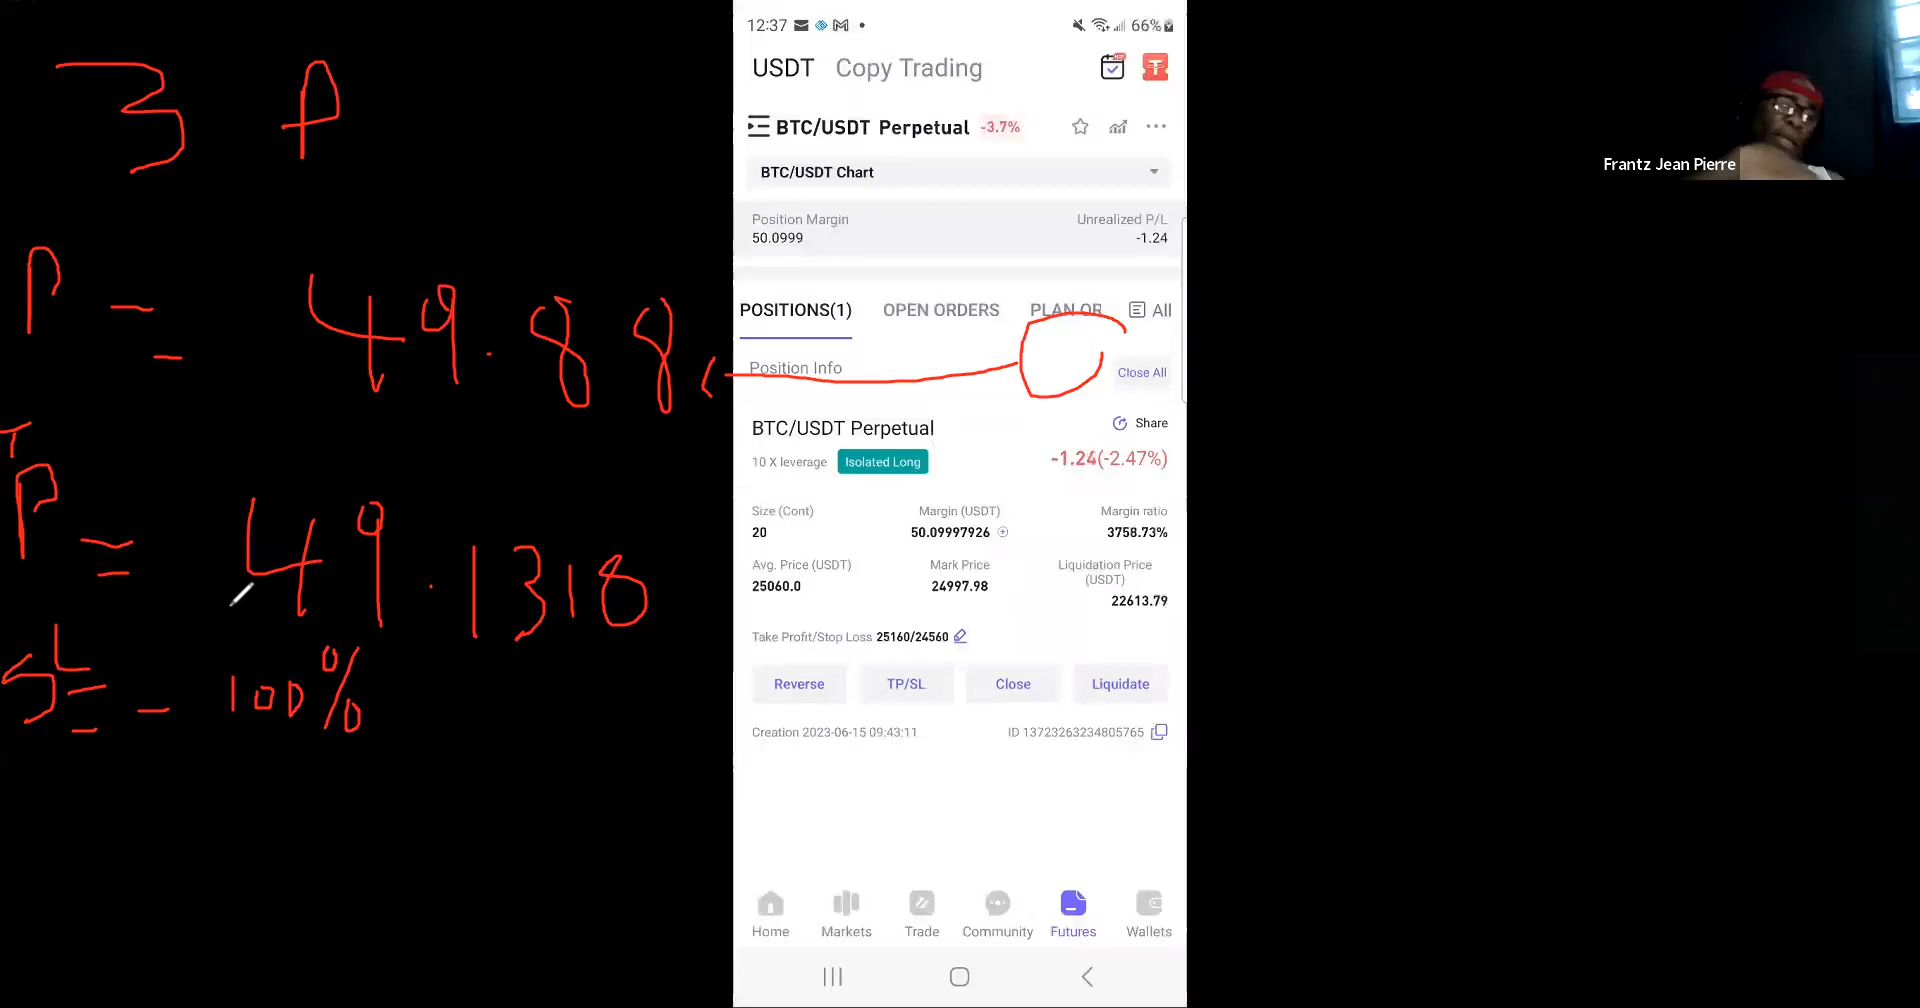 3 P
P = 49.88
TP = 49.1318
SL = -100%
12:37 66%
USDT Copy Trading
BTC/USDT Perpetual -3.7%
BTC/USDT Chart
Position Margin Unrealized P/L
50.0999 -1.24
POSITIONS(1) OPEN ORDERS PLAN OR All
Position Info Close All
BTC/USDT Perpetual Share
10 X leverage Isolated Long -1.24(-2.47%)
Size (Cont) Margin (USDT) Margin ratio
20 50.09997926 3758.73%
Avg. Price (USDT) Mark Price Liquidation Price
(USDT)
25060.0 24997.98
22613.79
Take Profit/Stop Loss 25160/24560
Reverse TP/SL Close Liquidate
Creation 2023-06-15 09:43:11 ID 13723263234805765
Home Markets Trade Community Futures Wallets
Frantz Jean Pierre